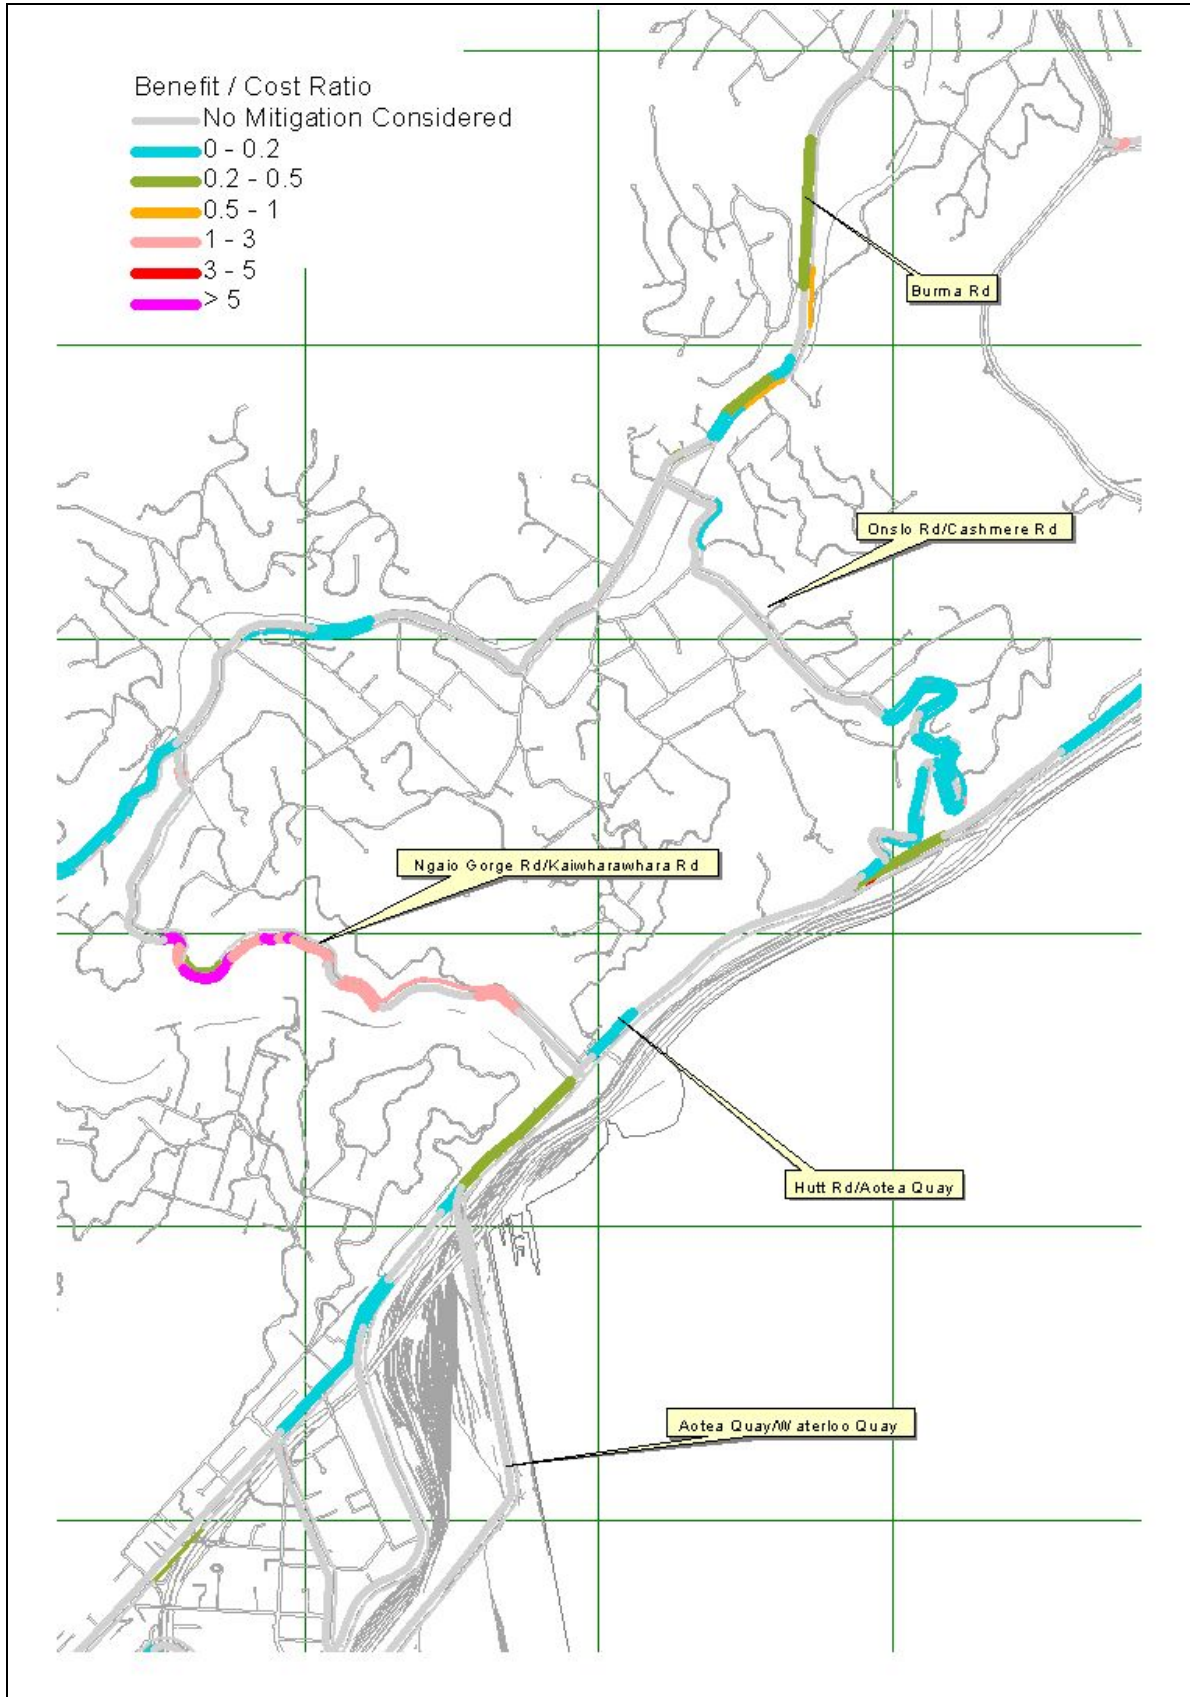 Benefit / Cost Ratio
No Mitigation Considered
0 - 0.2
0.2 - 0.5
0.5 - 1
1 - 3
3 - 5
> 5
Burma Rd
Onslo Rd/Cashmere Rd
Ngaio Gorge Rd/Kaiwharawhara Rd
Hutt Rd/Aotea Quay
Aotea Quay/Waterloo Quay